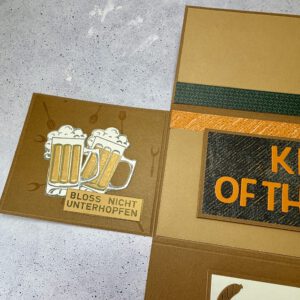 BLOSS NICHT
UNTERHOPFEN
K
OF TH